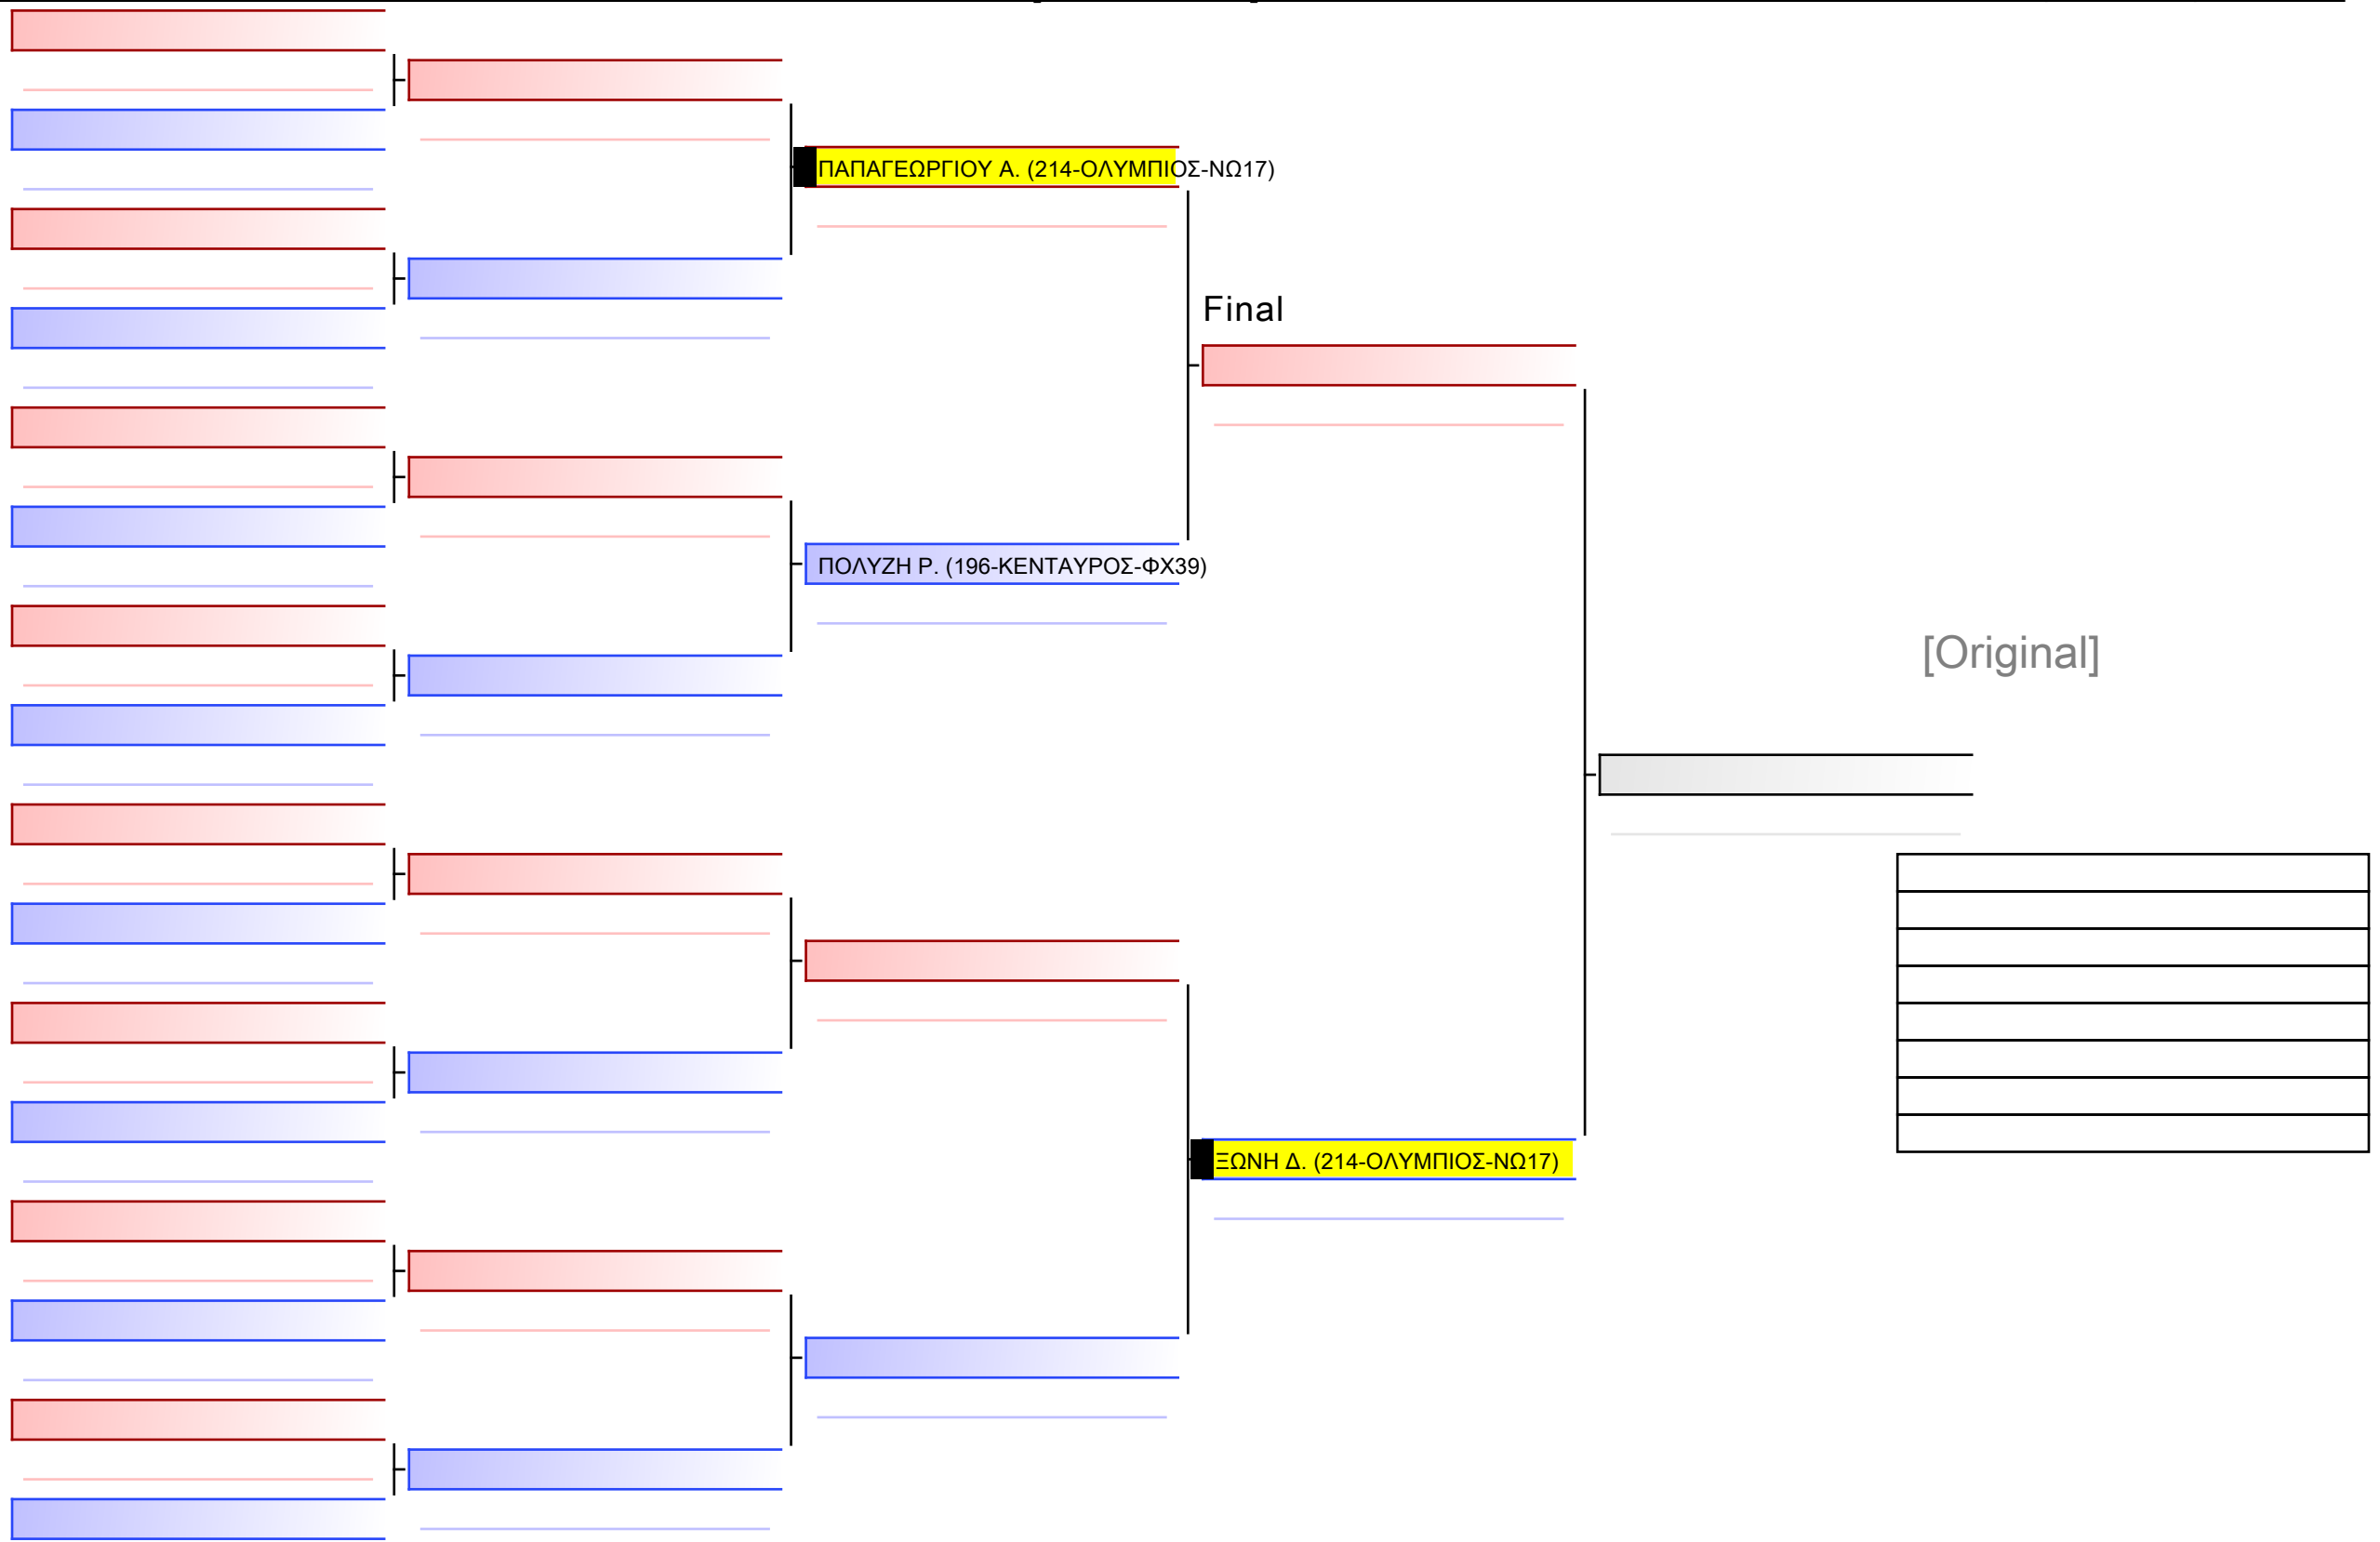 ΠΑΠΑΓΕΩΡΓΙΟΥ Α. (214-ΟΛΥΜΠΙΟΣ-ΝΩ17)
Final
ΠΟΛΥΖΗ Ρ. (196-ΚΕΝΤΑΥΡΟΣ-ΦΧ39)
[Original]
ΞΩΝΗ Δ. (214-ΟΛΥΜΠΙΟΣ-ΝΩ17)